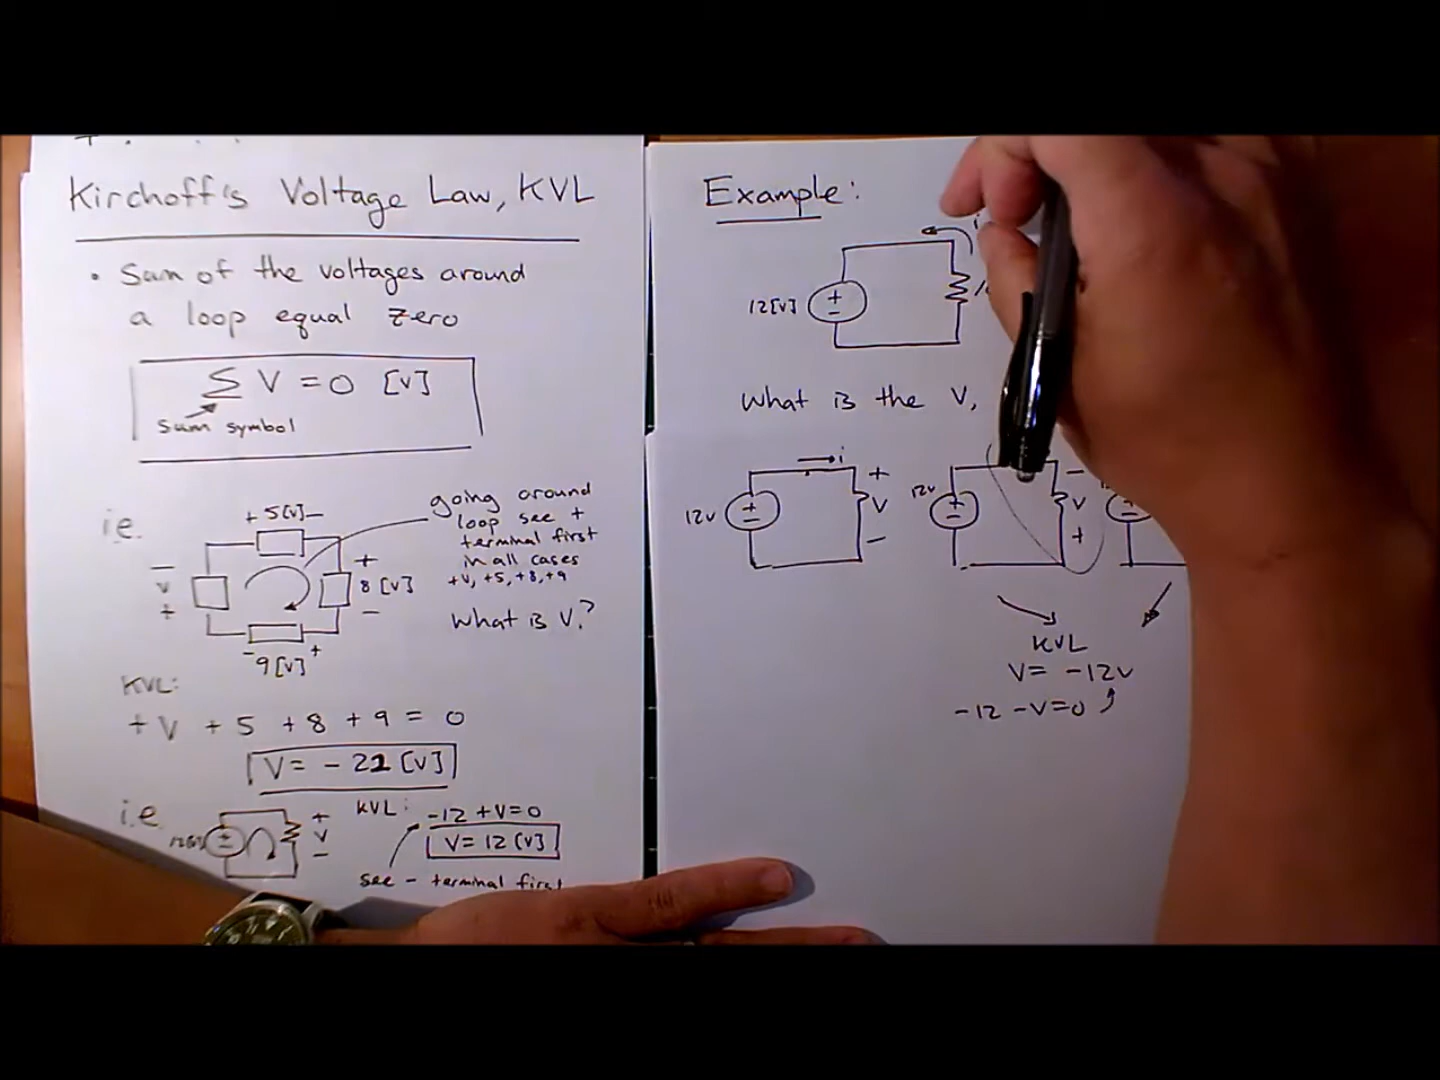 Kirchoff's Voltage Law, KVL
• Sum of the voltages around
a loop equal zero
Σ V = 0 [V]
sum symbol
i.e.
+ 5[V] −
− V +
+ 8 [V] −
− 9[V] +
going around
loop see +
terminal first
in all cases
+V, +5, +8, +9
What is V?
KVL:
+V + 5 + 8 + 9 = 0
V = - 22 [V]
i.e.
+ V −
KVL:
-12 + V = 0
V = 12 [V]
see - terminal first
Example:
i
12[V]
+ −
What is the V,
i
12V
+ −
+ V −
12V
+ −
− V +
+ −
KVL
V = -12V
-12 - V = 0